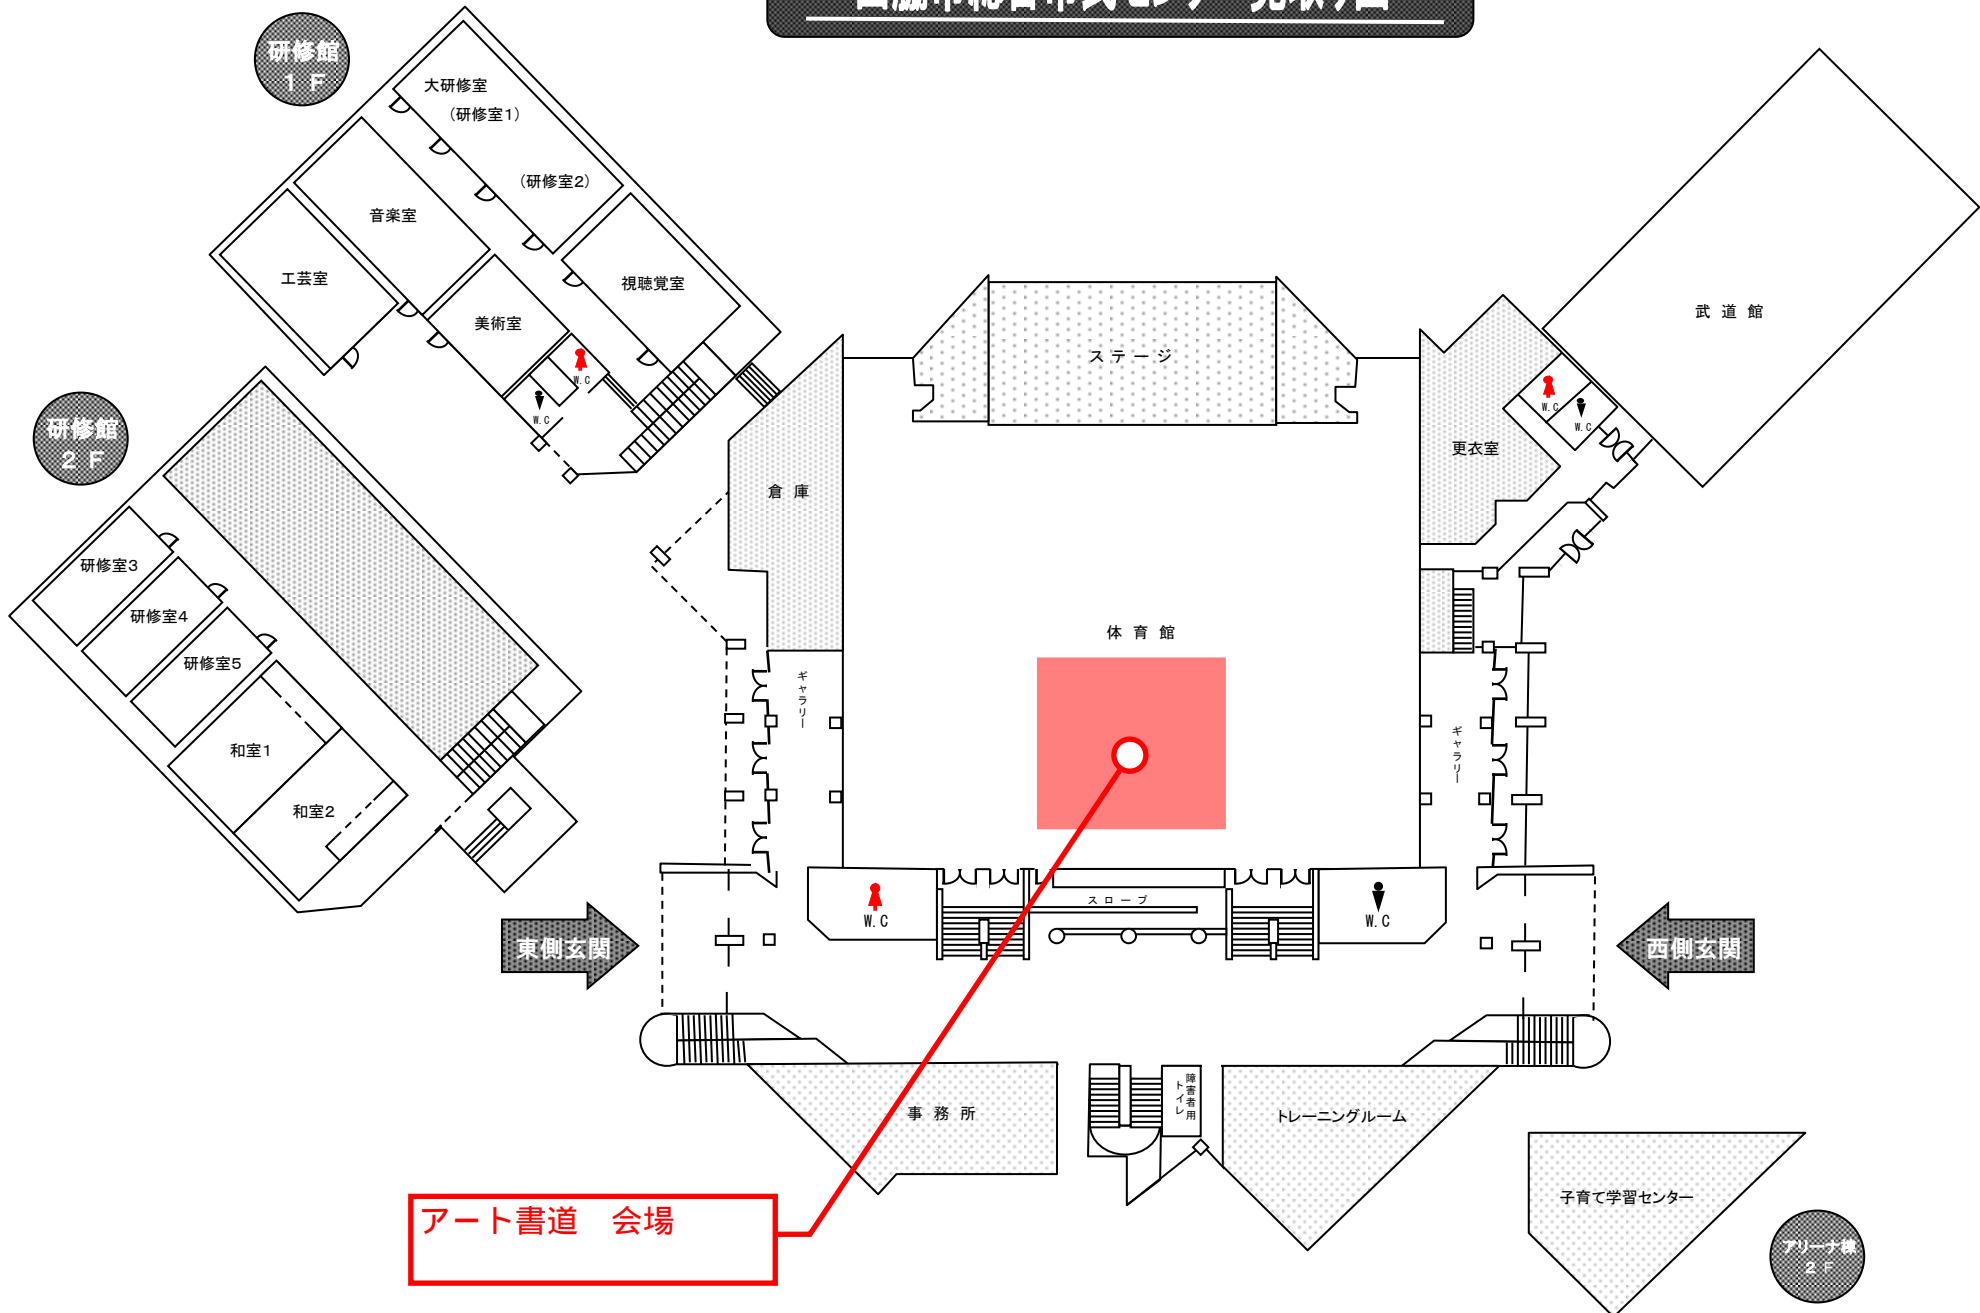 研修館
１Ｆ
大研修室
(研修室1)
(研修室2)
音楽室
工芸室
視聴覚室
美術室
W.C
W.C
研修館
２Ｆ
研修室3
研修室4
研修室5
和室1
和室2
ステージ
武道館
更衣室
W.C
W.C
倉庫
体育館
ギャラリー
ギャラリー
スロープ
W.C
W.C
東側玄関
西側玄関
事務所
障害者用
トイレ
トレーニングルーム
子育て学習センター
アリーナ棟
２Ｆ
アート書道　会場